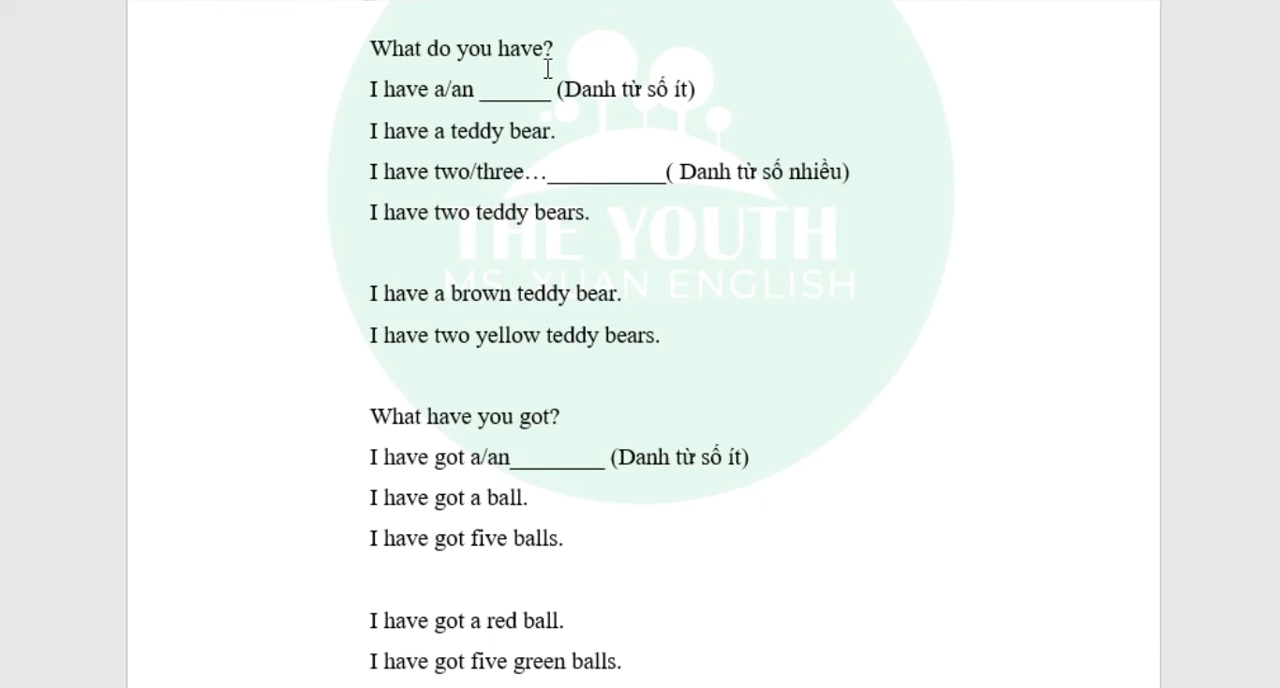 What do you have?
I have a/an ______ (Danh từ số ít)
I have a teddy bear.
I have two/three…__________( Danh từ số nhiều)
I have two teddy bears.
THE YOUTH
MS. XUAN ENGLISH
I have a brown teddy bear.
I have two yellow teddy bears.
What have you got?
I have got a/an________ (Danh từ số ít)
I have got a ball.
I have got five balls.
I have got a red ball.
I have got five green balls.